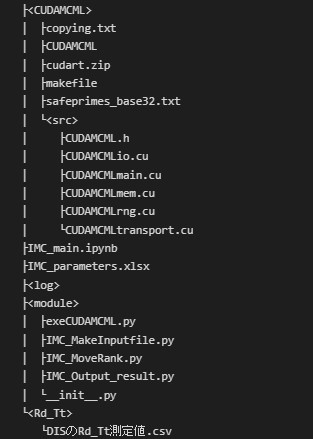 ├<CUDAMCML>
│  ├copying.txt
│  ├CUDAMCML
│  ├cudart.zip
│  ├makefile
│  ├safeprimes_base32.txt
│  └<src>
│     ├CUDAMCML.h
│     ├CUDAMCMLio.cu
│     ├CUDAMCMLmain.cu
│     ├CUDAMCMLmem.cu
│     ├CUDAMCMLrng.cu
│     └CUDAMCMLtransport.cu
├IMC_main.ipynb
├IMC_parameters.xlsx
├<log>
├<module>
│  ├exeCUDAMCML.py
│  ├IMC_MakeInputfile.py
│  ├IMC_MoveRank.py
│  ├IMC_Output_result.py
│  └__init__.py
└<Rd_Tt>
   └DISのRd_Tt測定値.csv